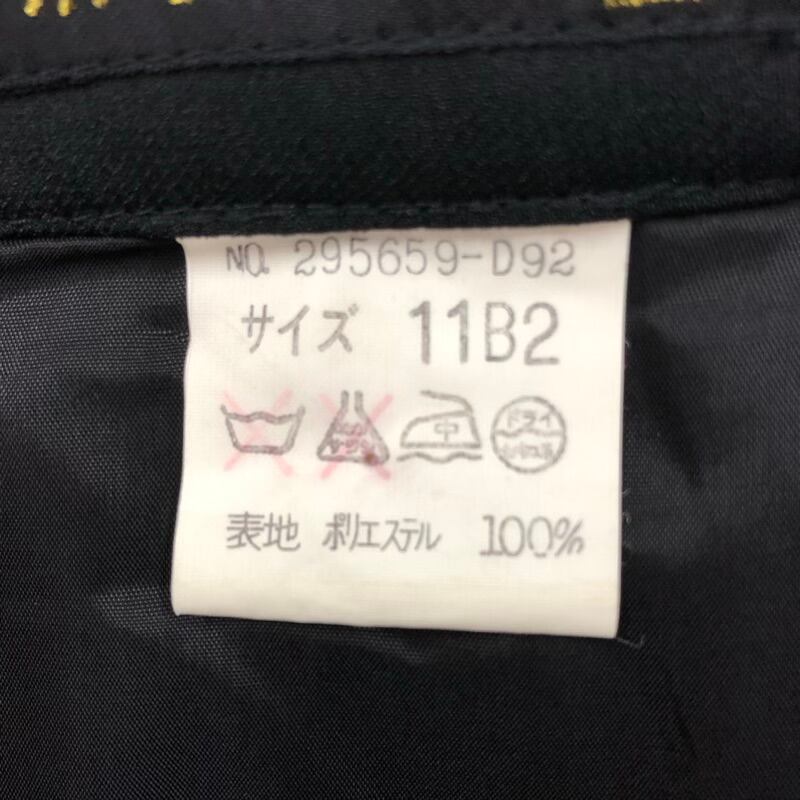 NO. 295659-D92
サイズ 11B2
中 ドライ
表地 ポリエステル 100%